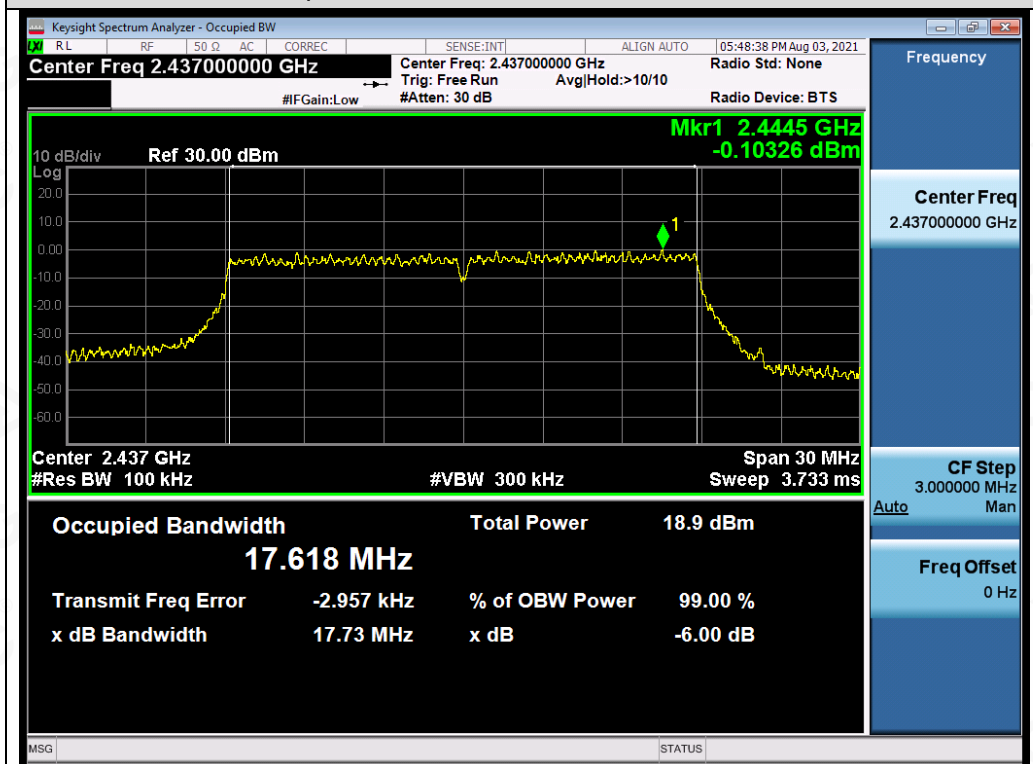 Keysight Spectrum Analyzer - Occupied BW
LXI RL RF 50 Ω AC CORREC SENSE:INT ALIGN AUTO 05:48:38 PM Aug 03, 2021
Center Freq 2.437000000 GHz
Center Freq: 2.437000000 GHz Radio Std: None
Trig: Free Run Avg|Hold:>10/10
#IFGain:Low #Atten: 30 dB Radio Device: BTS
Mkr1 2.4445 GHz
-0.10326 dBm
10 dB/div Ref 30.00 dBm
Log
20.0
10.0
1
0.00
-10.0
-20.0
-30.0
-40.0
-50.0
-60.0
Center 2.437 GHz Span 30 MHz
#Res BW 100 kHz #VBW 300 kHz Sweep 3.733 ms
Occupied Bandwidth Total Power 18.9 dBm
17.618 MHz
Transmit Freq Error -2.957 kHz % of OBW Power 99.00 %
x dB Bandwidth 17.73 MHz x dB -6.00 dB
MSG STATUS
Frequency
Center Freq
2.437000000 GHz
CF Step
3.000000 MHz
Auto Man
Freq Offset
0 Hz